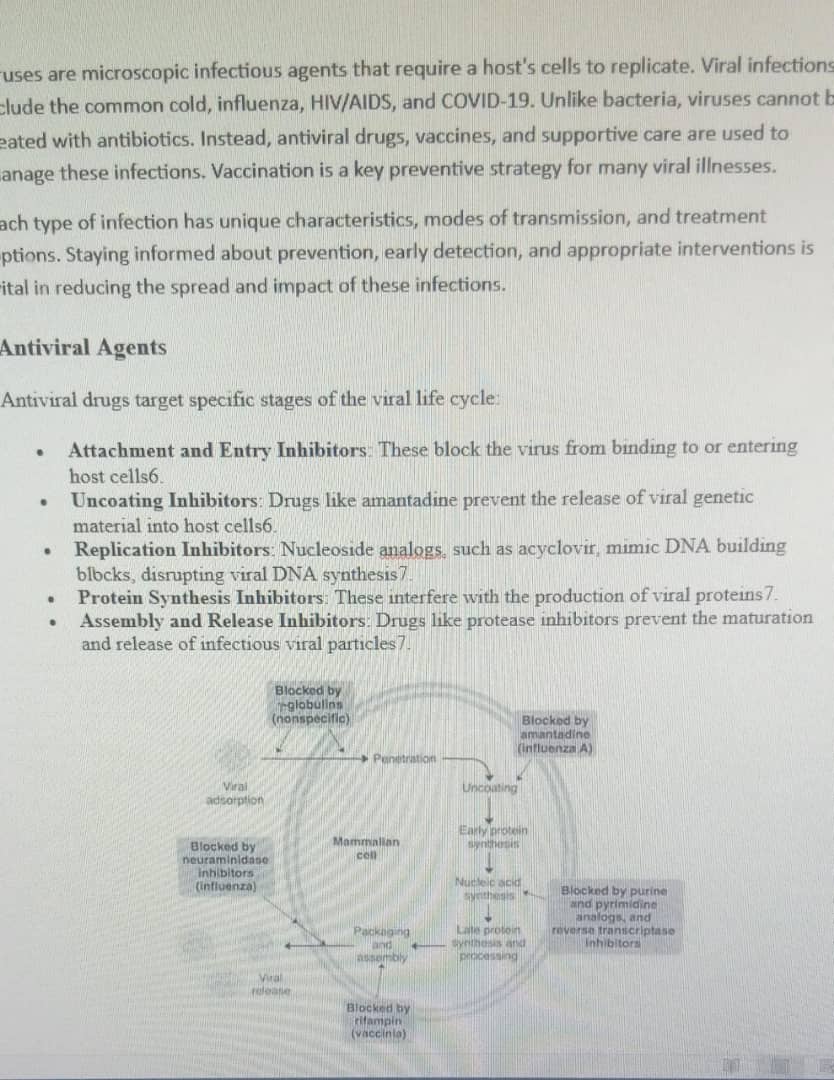 uses are microscopic infectious agents that require a host's cells to replicate. Viral infections
clude the common cold, influenza, HIV/AIDS, and COVID-19. Unlike bacteria, viruses cannot b
eated with antibiotics. Instead, antiviral drugs, vaccines, and supportive care are used to
anage these infections. Vaccination is a key preventive strategy for many viral illnesses.
ach type of infection has unique characteristics, modes of transmission, and treatment
ptions. Staying informed about prevention, early detection, and appropriate interventions is
ital in reducing the spread and impact of these infections.
Antiviral Agents
Antiviral drugs target specific stages of the viral life cycle:
• Attachment and Entry Inhibitors: These block the virus from binding to or entering
host cells6.
• Uncoating Inhibitors: Drugs like amantadine prevent the release of viral genetic
material into host cells6.
• Replication Inhibitors: Nucleoside analogs, such as acyclovir, mimic DNA building
blocks, disrupting viral DNA synthesis7.
• Protein Synthesis Inhibitors: These interfere with the production of viral proteins7.
• Assembly and Release Inhibitors: Drugs like protease inhibitors prevent the maturation
and release of infectious viral particles7.
Blocked by
γ-globulins
(nonspecific)
Blocked by
amantadine
(influenza A)
Penetration
Viral
adsorption
Uncoating
Early protein
synthesis
Mammalian
cell
Blocked by
neuraminidase
inhibitors
(influenza)
Nucleic acid
synthesis
Blocked by purine
and pyrimidine
analogs, and
reverse transcriptase
inhibitors
Packaging
and
assembly
Late protein
synthesis and
processing
Viral
release
Blocked by
rifampin
(vaccinia)